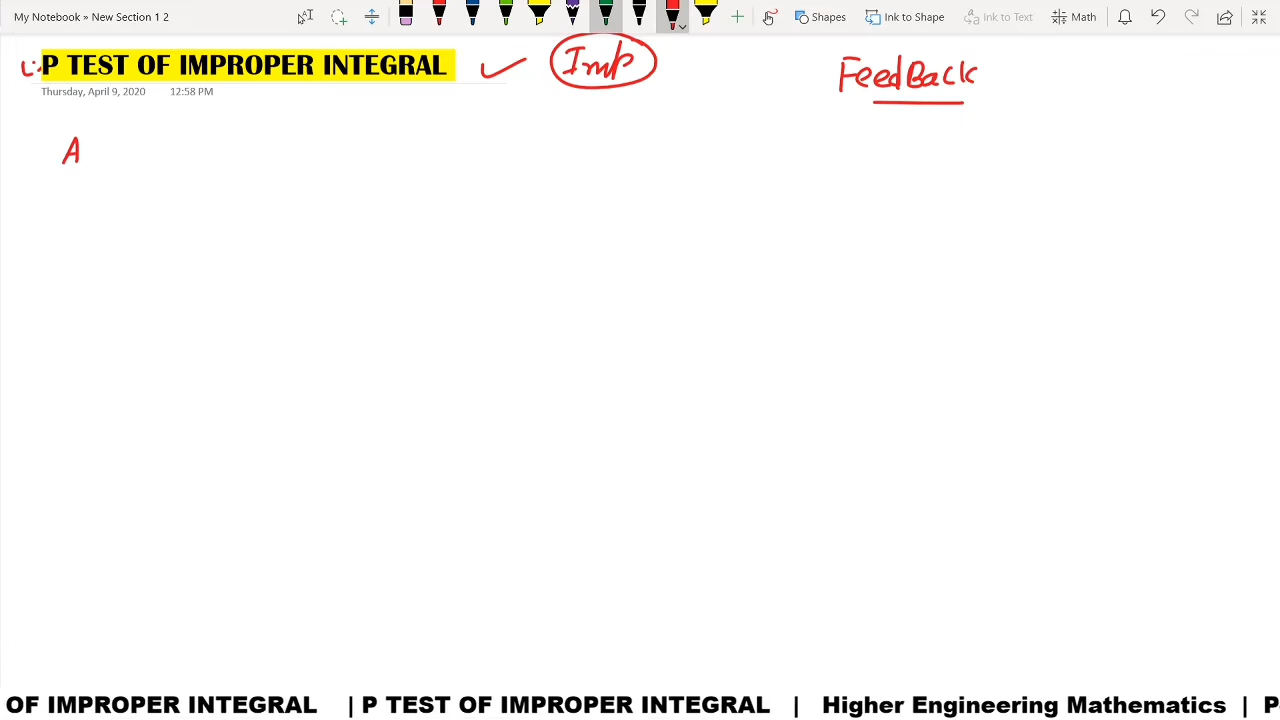 My Notebook » New Section 1 2
Shapes Ink to Shape Ink to Text Math
P TEST OF IMPROPER INTEGRAL Imp FeedBack
Thursday, April 9, 2020 12:58 PM
A
OF IMPROPER INTEGRAL | P TEST OF IMPROPER INTEGRAL | Higher Engineering Mathematics | P